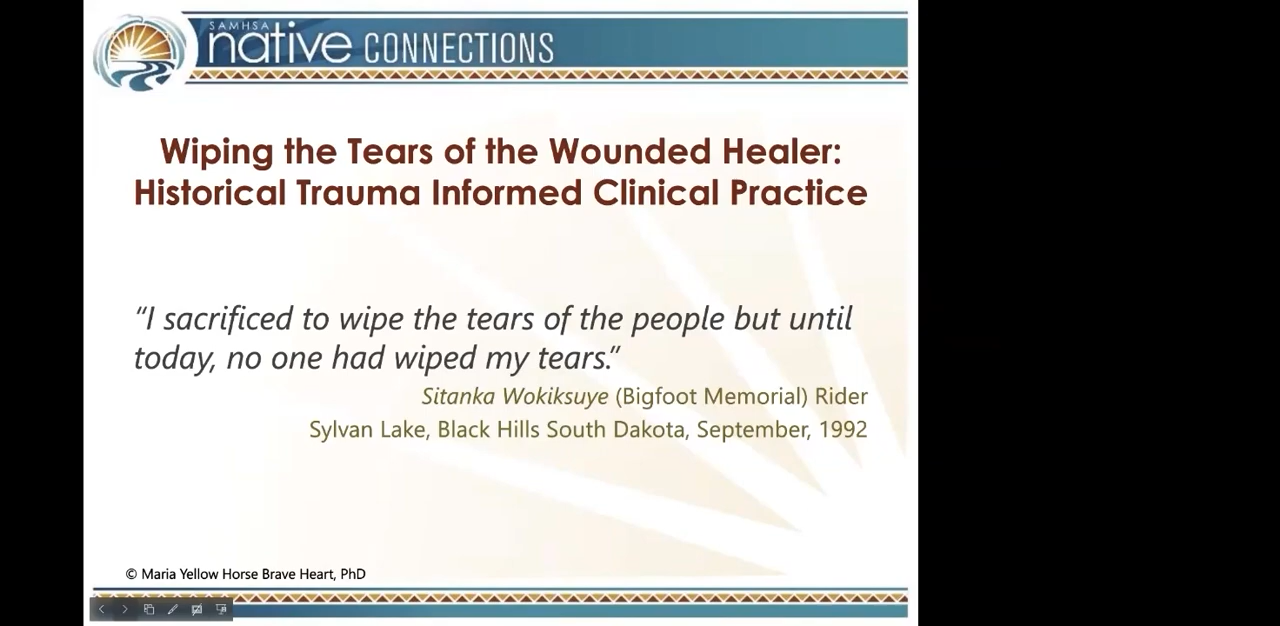 SAMHSA
native CONNECTIONS
Wiping the Tears of the Wounded Healer:
Historical Trauma Informed Clinical Practice
“I sacrificed to wipe the tears of the people but until
today, no one had wiped my tears.”
Sitanka Wokiksuye (Bigfoot Memorial) Rider
Sylvan Lake, Black Hills South Dakota, September, 1992
© Maria Yellow Horse Brave Heart, PhD